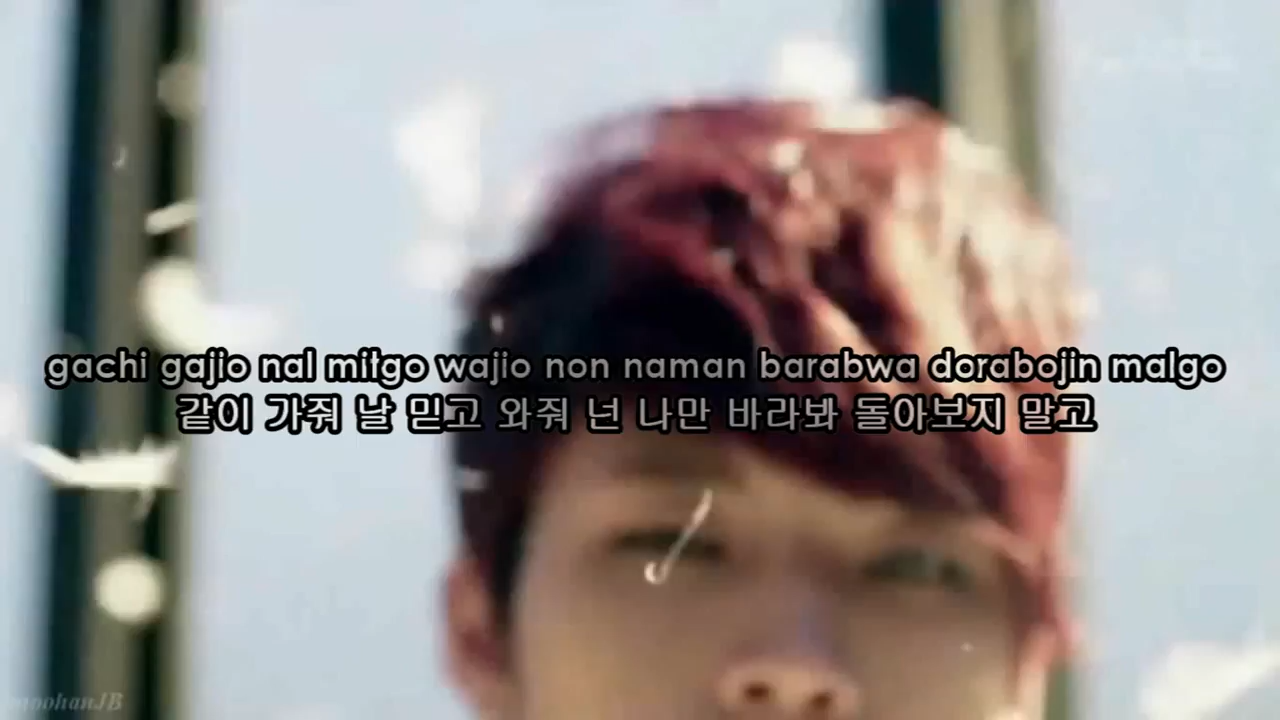 gachi gajio nal mitgo wajio non naman barabwa dorabojin malgo
같이 가줘 날 믿고 와줘 넌 나만 바라봐 돌아보지 말고
moohanJB